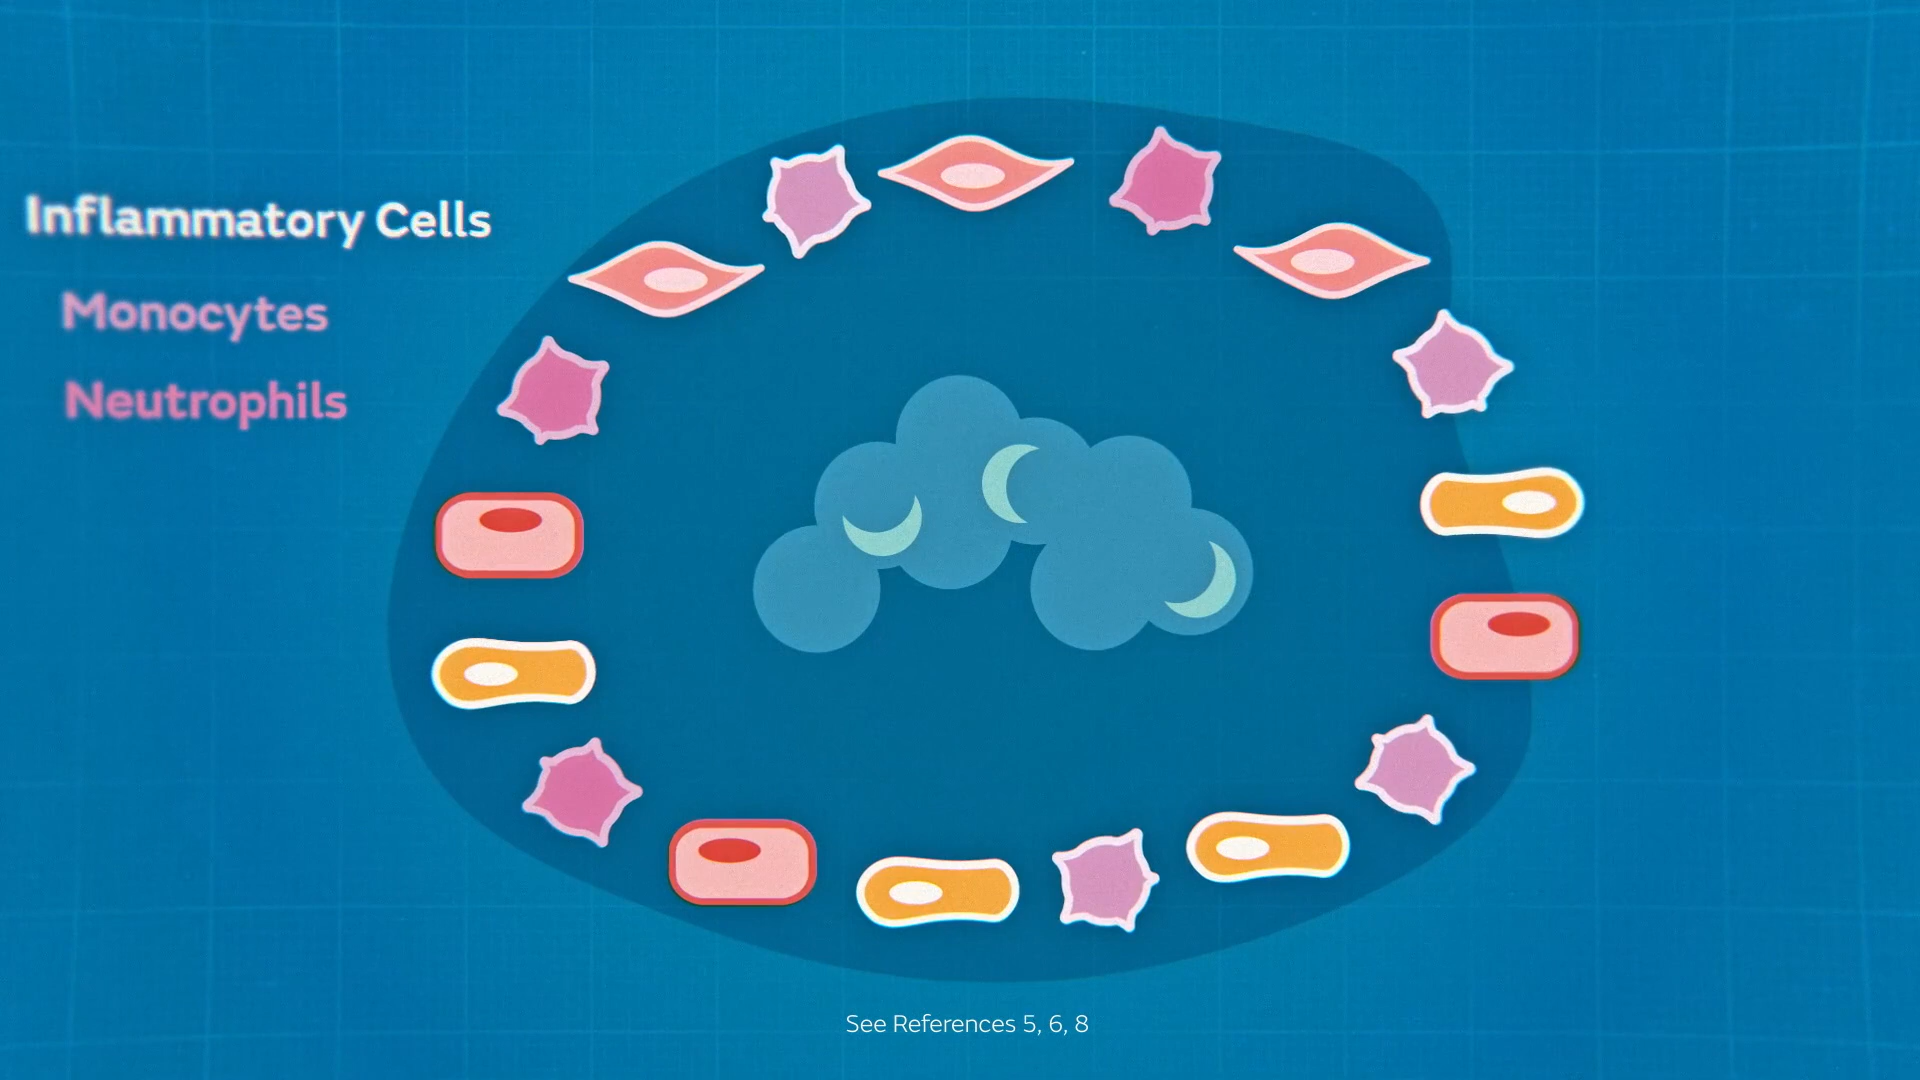 Inflammatory Cells
Monocytes
Neutrophils
See References 5, 6, 8